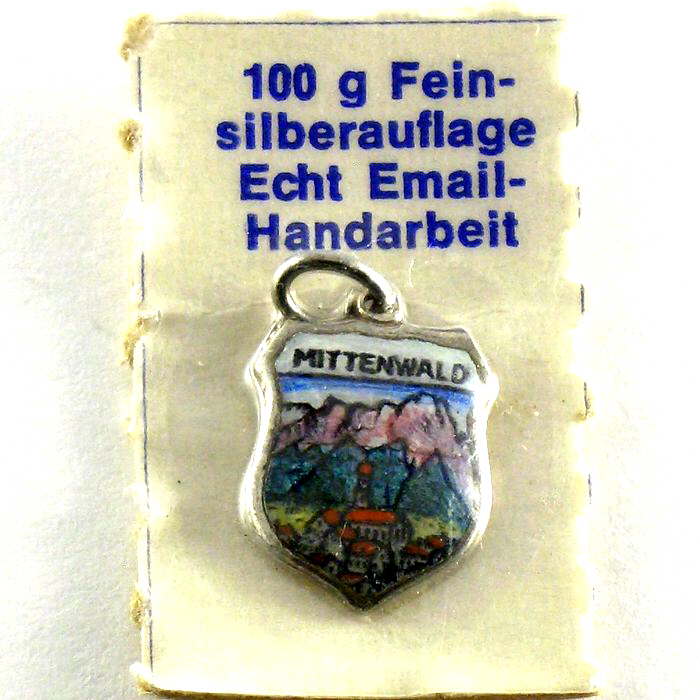 100 g Fein-
silberauflage
Echt Email-
Handarbeit
MITTENWALD